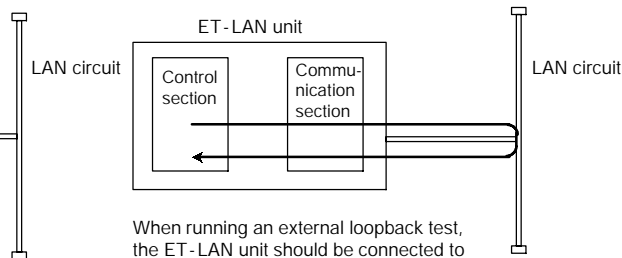 ET-LAN unit
LAN circuit
Control
section
Commu-
nication
section
LAN circuit
When running an external loopback test,
the ET-LAN unit should be connected to